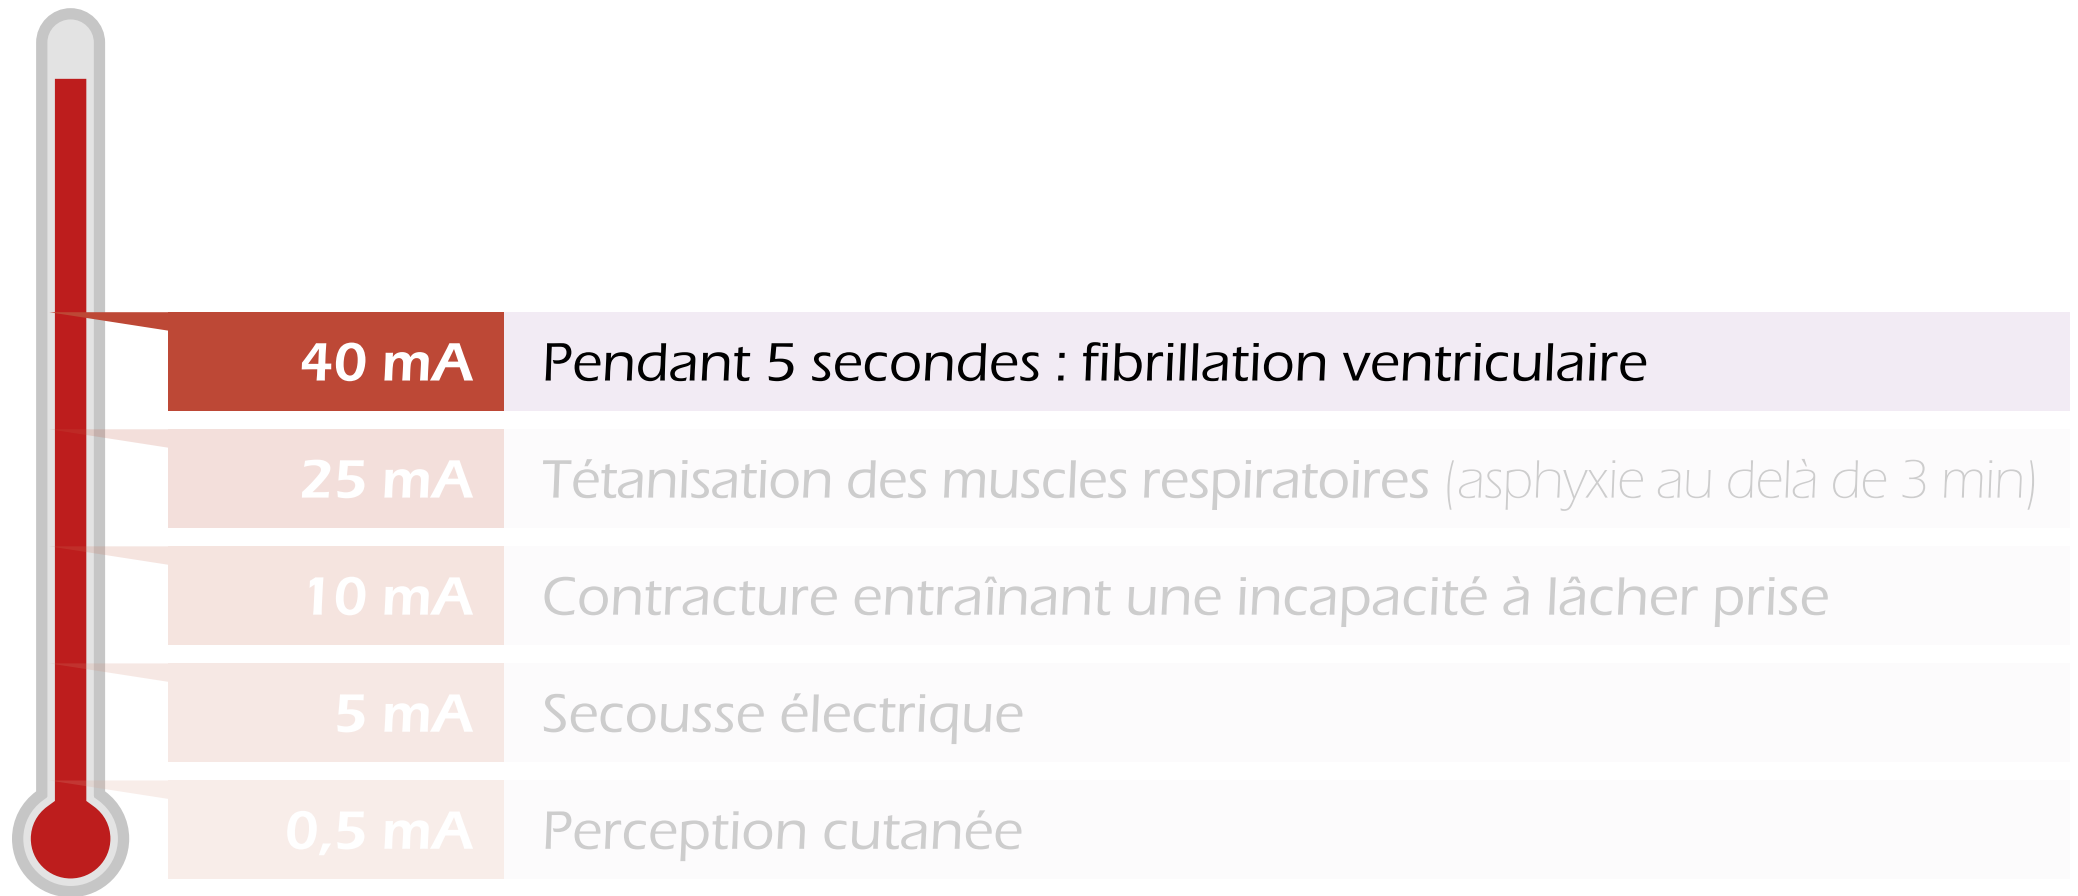 40 mA Pendant 5 secondes : fibrillation ventriculaire
25 mA Tétanisation des muscles respiratoires (asphyxie au delà de 3 min)
10 mA Contracture entraînant une incapacité à lâcher prise
5 mA Secousse électrique
0,5 mA Perception cutanée